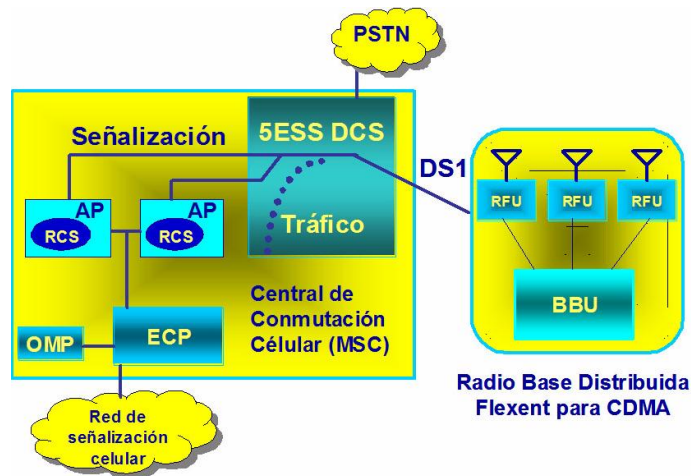 PSTN
Señalización
5ESS DCS
DS1
AP
RCS
AP
RCS
Tráfico
RFU
RFU
RFU
BBU
Central de
Conmutación
Célular (MSC)
OMP
ECP
Radio Base Distribuida
Flexent para CDMA
Red de
señalización
celular